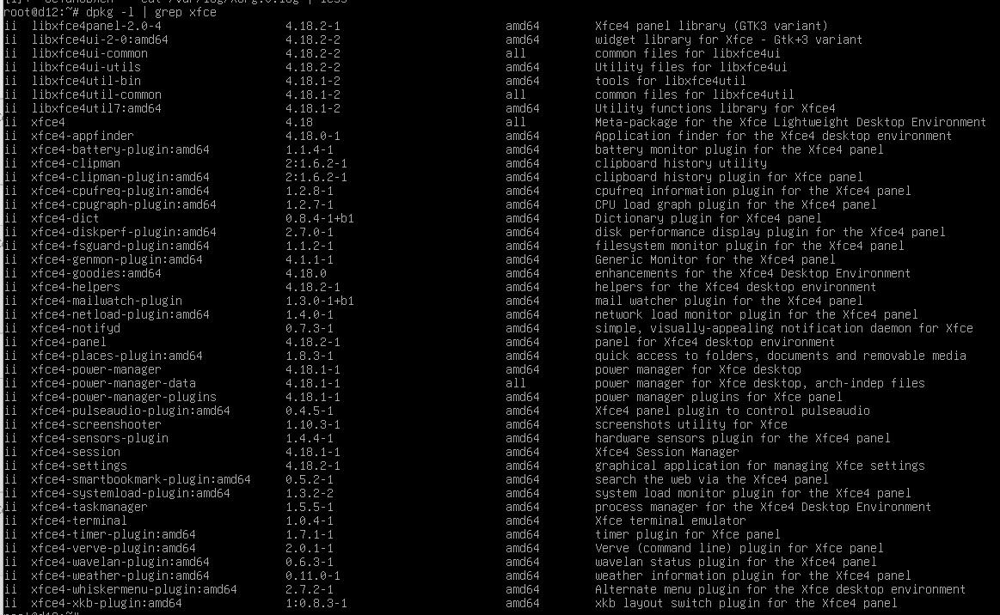 cat /var/log/Xorg.0.log | less
root@d12:~# dpkg -l | grep xfce
ii libxfce4panel-2.0-4 4.18.2-1 amd64 Xfce4 panel library (GTK3 variant)
ii libxfce4ui-2-0:amd64 4.18.2-2 amd64 widget library for Xfce - Gtk+3 variant
ii libxfce4ui-common 4.18.2-2 all common files for libxfce4ui
ii libxfce4ui-utils 4.18.2-2 amd64 Utility files for libxfce4ui
ii libxfce4util-bin 4.18.1-2 amd64 tools for libxfce4util
ii libxfce4util-common 4.18.1-2 all common files for libxfce4util
ii libxfce4util7:amd64 4.18.1-2 amd64 Utility functions library for Xfce4
ii xfce4 4.18 all Meta-package for the Xfce Lightweight Desktop Environment
ii xfce4-appfinder 4.18.0-1 amd64 Application finder for the Xfce4 desktop environment
ii xfce4-battery-plugin:amd64 1.1.4-1 amd64 battery monitor plugin for the Xfce4 panel
ii xfce4-clipman 2:1.6.2-1 amd64 clipboard history utility
ii xfce4-clipman-plugin:amd64 2:1.6.2-1 amd64 clipboard history plugin for Xfce panel
ii xfce4-cpufreq-plugin:amd64 1.2.8-1 amd64 cpufreq information plugin for the Xfce4 panel
ii xfce4-cpugraph-plugin:amd64 1.2.7-1 amd64 CPU load graph plugin for the Xfce4 panel
ii xfce4-dict 0.8.4-1+b1 amd64 Dictionary plugin for Xfce4 panel
ii xfce4-diskperf-plugin:amd64 2.7.0-1 amd64 disk performance display plugin for the Xfce4 panel
ii xfce4-fsguard-plugin:amd64 1.1.2-1 amd64 filesystem monitor plugin for the Xfce4 panel
ii xfce4-genmon-plugin:amd64 4.1.1-1 amd64 Generic Monitor for the Xfce4 panel
ii xfce4-goodies:amd64 4.18.0 amd64 enhancements for the Xfce4 Desktop Environment
ii xfce4-helpers 4.18.2-1 amd64 helpers for the Xfce4 desktop environment
ii xfce4-mailwatch-plugin 1.3.0-1+b1 amd64 mail watcher plugin for the Xfce4 panel
ii xfce4-netload-plugin:amd64 1.4.0-1 amd64 network load monitor plugin for the Xfce4 panel
ii xfce4-notifyd 0.7.3-1 amd64 simple, visually-appealing notification daemon for Xfce
ii xfce4-panel 4.18.2-1 amd64 panel for Xfce4 desktop environment
ii xfce4-places-plugin:amd64 1.8.3-1 amd64 quick access to folders, documents and removable media
ii xfce4-power-manager 4.18.1-1 amd64 power manager for Xfce desktop
ii xfce4-power-manager-data 4.18.1-1 all power manager for Xfce desktop, arch-indep files
ii xfce4-power-manager-plugins 4.18.1-1 amd64 power manager plugins for Xfce panel
ii xfce4-pulseaudio-plugin:amd64 0.4.5-1 amd64 Xfce4 panel plugin to control pulseaudio
ii xfce4-screenshooter 1.10.3-1 amd64 screenshots utility for Xfce
ii xfce4-sensors-plugin 1.4.4-1 amd64 hardware sensors plugin for the Xfce4 panel
ii xfce4-session 4.18.1-1 amd64 Xfce4 Session Manager
ii xfce4-settings 4.18.2-1 amd64 graphical application for managing Xfce settings
ii xfce4-smartbookmark-plugin:amd64 0.5.2-1 amd64 search the web via the Xfce4 panel
ii xfce4-systemload-plugin:amd64 1.3.2-2 amd64 system load monitor plugin for the Xfce4 panel
ii xfce4-taskmanager 1.5.5-1 amd64 process manager for the Xfce4 Desktop Environment
ii xfce4-terminal 1.0.4-1 amd64 Xfce terminal emulator
ii xfce4-timer-plugin:amd64 1.7.1-1 amd64 timer plugin for Xfce panel
ii xfce4-verve-plugin:amd64 2.0.1-1 amd64 Verve (command line) plugin for Xfce panel
ii xfce4-wavelan-plugin:amd64 0.6.3-1 amd64 wavelan status plugin for the Xfce4 panel
ii xfce4-weather-plugin:amd64 0.11.0-1 amd64 weather information plugin for the Xfce4 panel
ii xfce4-whiskermenu-plugin:amd64 2.7.2-1 amd64 Alternate menu plugin for the Xfce desktop environment
ii xfce4-xkb-plugin:amd64 1:0.8.3-1 amd64 xkb layout switch plugin for the Xfce4 panel
root@d12:~#